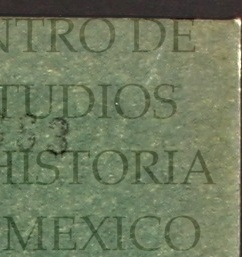 NTRO DE
TUDIOS
HISTORIA
MEXICO